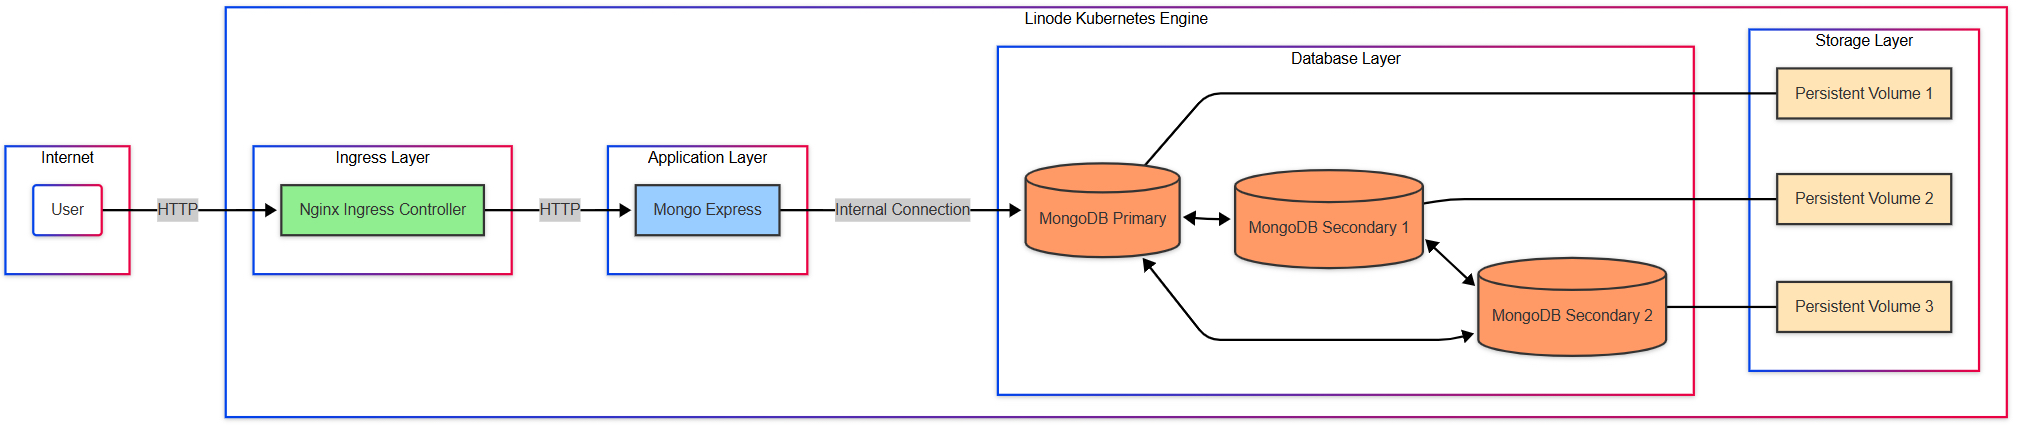 Linode Kubernetes Engine
Internet
User
HTTP
Ingress Layer
Nginx Ingress Controller
HTTP
Application Layer
Mongo Express
Internal Connection
Database Layer
MongoDB Primary
MongoDB Secondary 1
MongoDB Secondary 2
Storage Layer
Persistent Volume 1
Persistent Volume 2
Persistent Volume 3